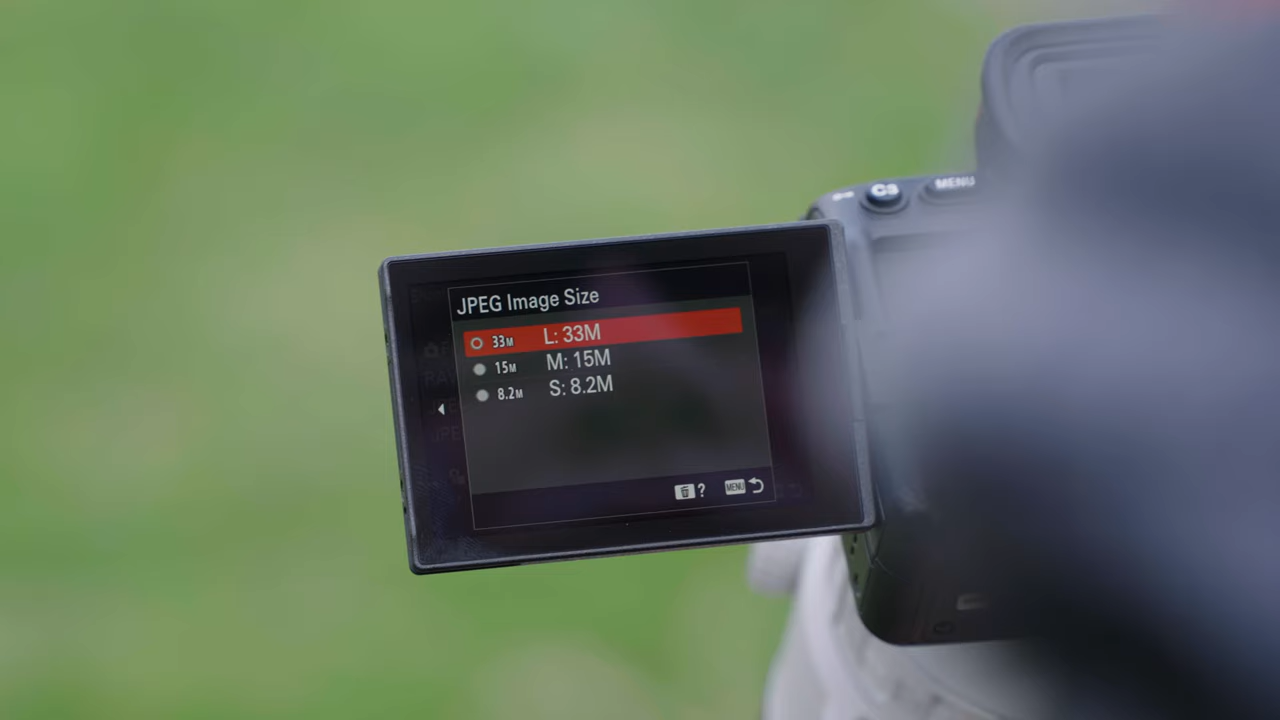 C3
MENU
JPEG Image Size
33M L: 33M
15M M: 15M
8.2M S: 8.2M
? MENU